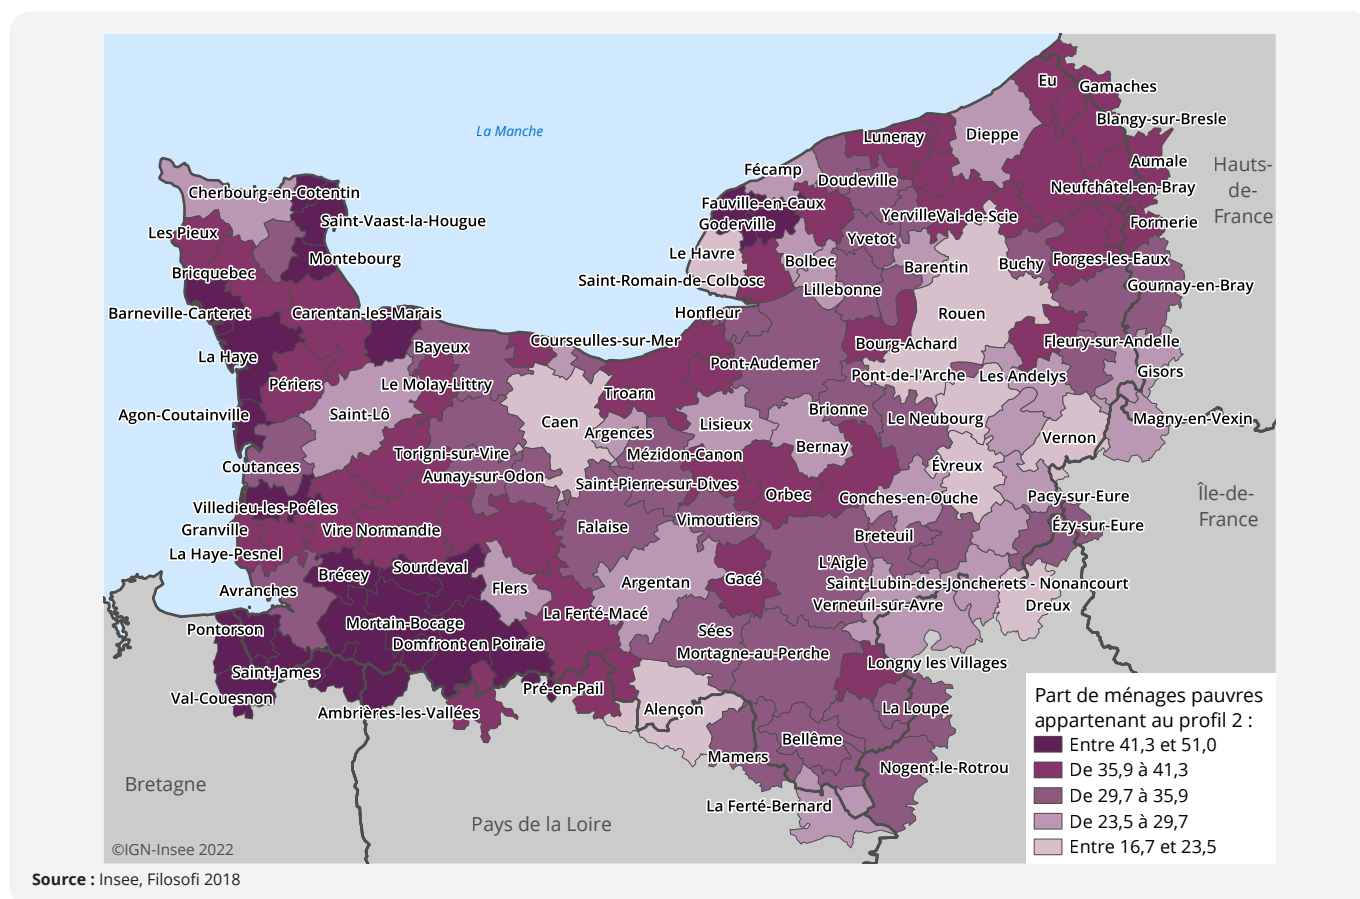 Eu
Gamaches
Blangy-sur-Bresle
La Manche
Luneray
Dieppe
Aumale
Hauts-
de-
France
Fécamp
Doudeville
Neufchâtel-en-Bray
Cherbourg-en-Cotentin
Fauville-en-Caux
Saint-Vaast-la-Hougue
Goderville
Yerville
Val-de-Scie
Formerie
Les Pieux
Yvetot
Montebourg
Le Havre
Bolbec
Barentin
Buchy
Forges-les-Eaux
Bricquebec
Saint-Romain-de-Colbosc
Lillebonne
Gournay-en-Bray
Barneville-Carteret
Carentan-les-Marais
Honfleur
Rouen
Courseulles-sur-Mer
Bourg-Achard
Fleury-sur-Andelle
Bayeux
La Haye
Pont-Audemer
Pont-de-l'Arche
Les Andelys
Gisors
Périers
Le Molay-Littry
Troarn
Agon-Coutainville
Saint-Lô
Brionne
Le Neubourg
Magny-en-Vexin
Caen
Argences
Lisieux
Vernon
Bernay
Torigni-sur-Vire
Mézidon-Canon
Coutances
Évreux
Aunay-sur-Odon
Saint-Pierre-sur-Dives
Orbec
Conches-en-Ouche
Pacy-sur-Eure
Île-de-
France
Villedieu-les-Poêles
Granville
Vire Normandie
Falaise
Vimoutiers
Breteuil
Ézy-sur-Eure
La Haye-Pesnel
Brécey
Sourdeval
L'Aigle
Avranches
Flers
Argentan
Gacé
Saint-Lubin-des-Joncherets - Nonancourt
Verneuil-sur-Avre
Dreux
La Ferté-Macé
Pontorson
Mortain-Bocage
Sées
Domfront en Poiraie
Mortagne-au-Perche
Longny les Villages
Saint-James
Val-Couesnon
Pré-en-Pail
Ambrières-les-Vallées
Alençon
La Loupe
Bellême
Mamers
Nogent-le-Rotrou
La Ferté-Bernard
Bretagne
Pays de la Loire
Part de ménages pauvres
appartenant au profil 2 :
Entre 41,3 et 51,0
De 35,9 à 41,3
De 29,7 à 35,9
De 23,5 à 29,7
Entre 16,7 et 23,5
©IGN-Insee 2022
Source : Insee, Filosofi 2018